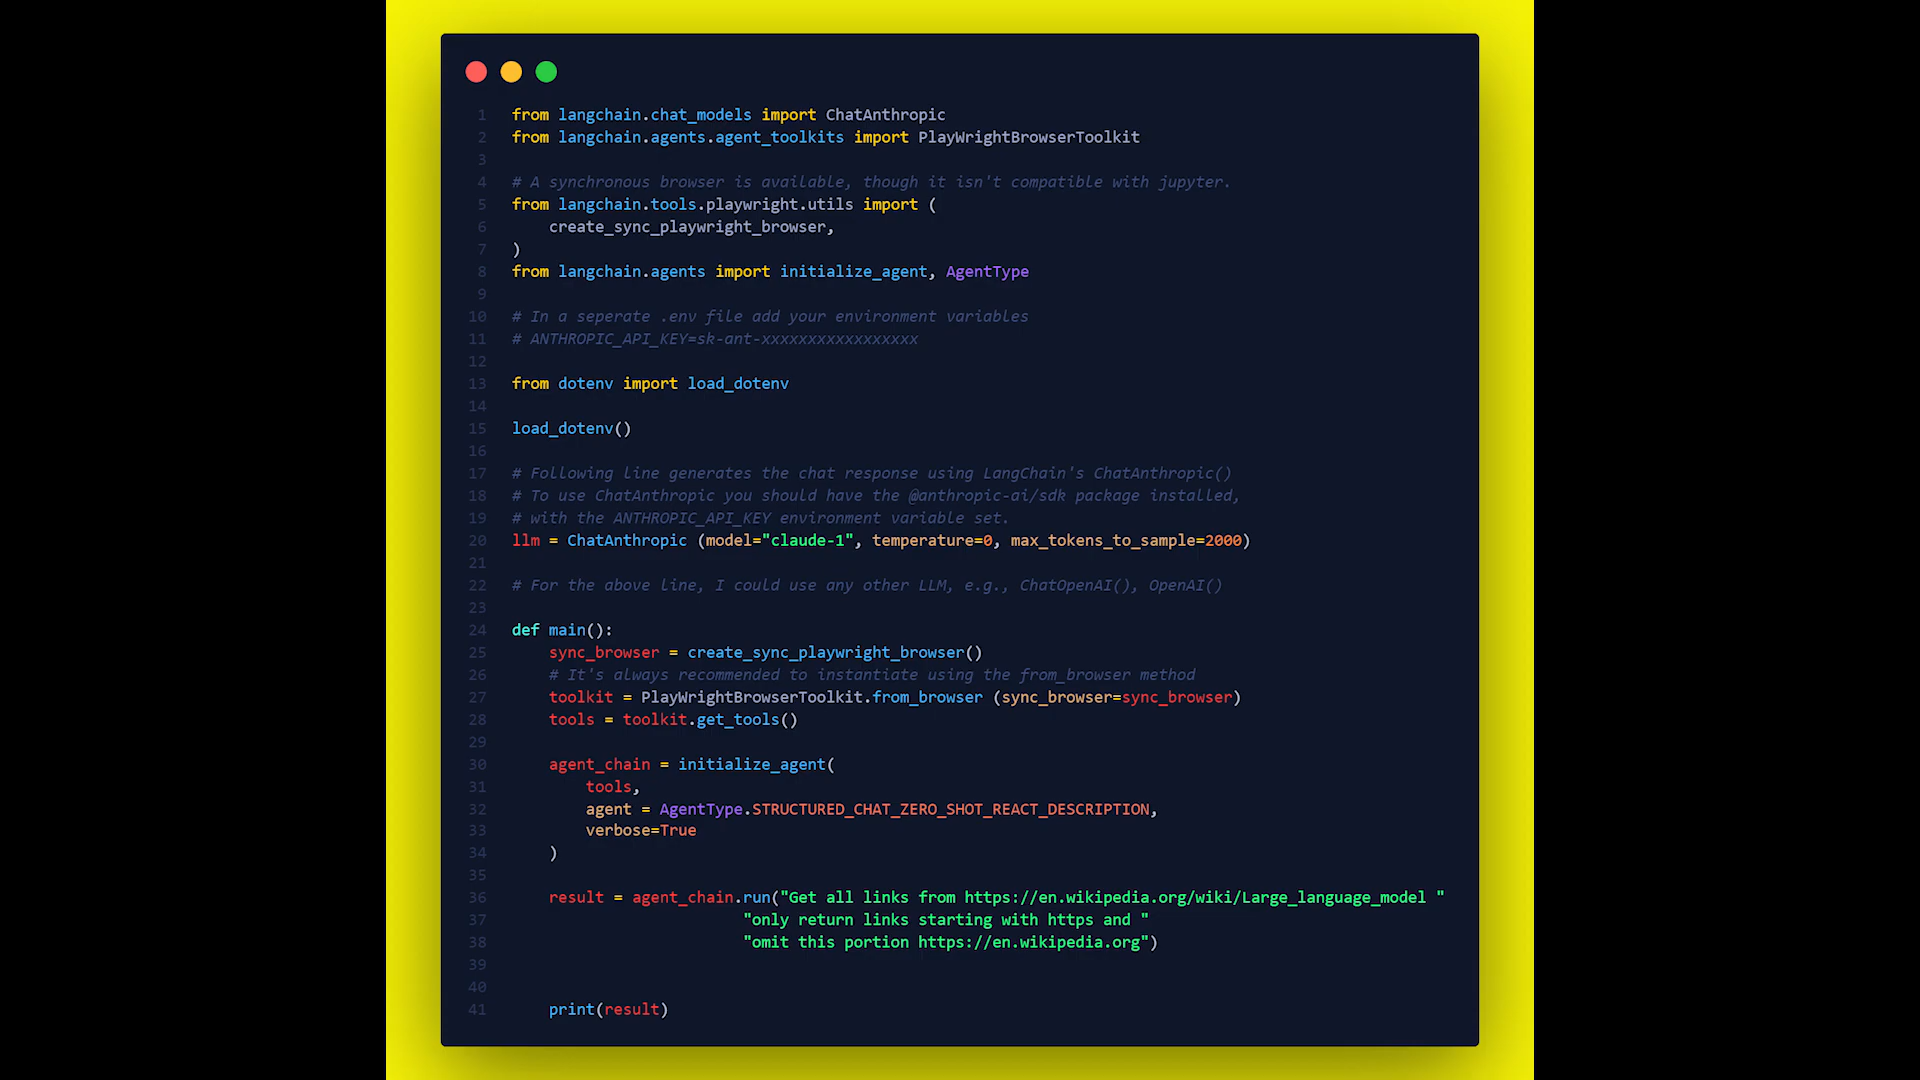 1 from langchain.chat_models import ChatAnthropic
2 from langchain.agents.agent_toolkits import PlayWrightBrowserToolkit
3
4 # A synchronous browser is available, though it isn't compatible with jupyter.
5 from langchain.tools.playwright.utils import (
6     create_sync_playwright_browser,
7 )
8 from langchain.agents import initialize_agent, AgentType
9
10 # In a seperate .env file add your environment variables
11 # ANTHROPIC_API_KEY=sk-ant-xxxxxxxxxxxxxxxxx
12
13 from dotenv import load_dotenv
14
15 load_dotenv()
16
17 # Following line generates the chat response using LangChain's ChatAnthropic()
18 # To use ChatAnthropic you should have the @anthropic-ai/sdk package installed,
19 # with the ANTHROPIC_API_KEY environment variable set.
20 llm = ChatAnthropic (model="claude-1", temperature=0, max_tokens_to_sample=2000)
21
22 # For the above line, I could use any other LLM, e.g., ChatOpenAI(), OpenAI()
23
24 def main():
25     sync_browser = create_sync_playwright_browser()
26     # It's always recommended to instantiate using the from_browser method
27     toolkit = PlayWrightBrowserToolkit.from_browser (sync_browser=sync_browser)
28     tools = toolkit.get_tools()
29
30     agent_chain = initialize_agent(
31         tools,
32         agent = AgentType.STRUCTURED_CHAT_ZERO_SHOT_REACT_DESCRIPTION,
33         verbose=True
34     )
35
36     result = agent_chain.run("Get all links from https://en.wikipedia.org/wiki/Large_language_model "
37                          "only return links starting with https and "
38                          "omit this portion https://en.wikipedia.org")
39
40
41     print(result)